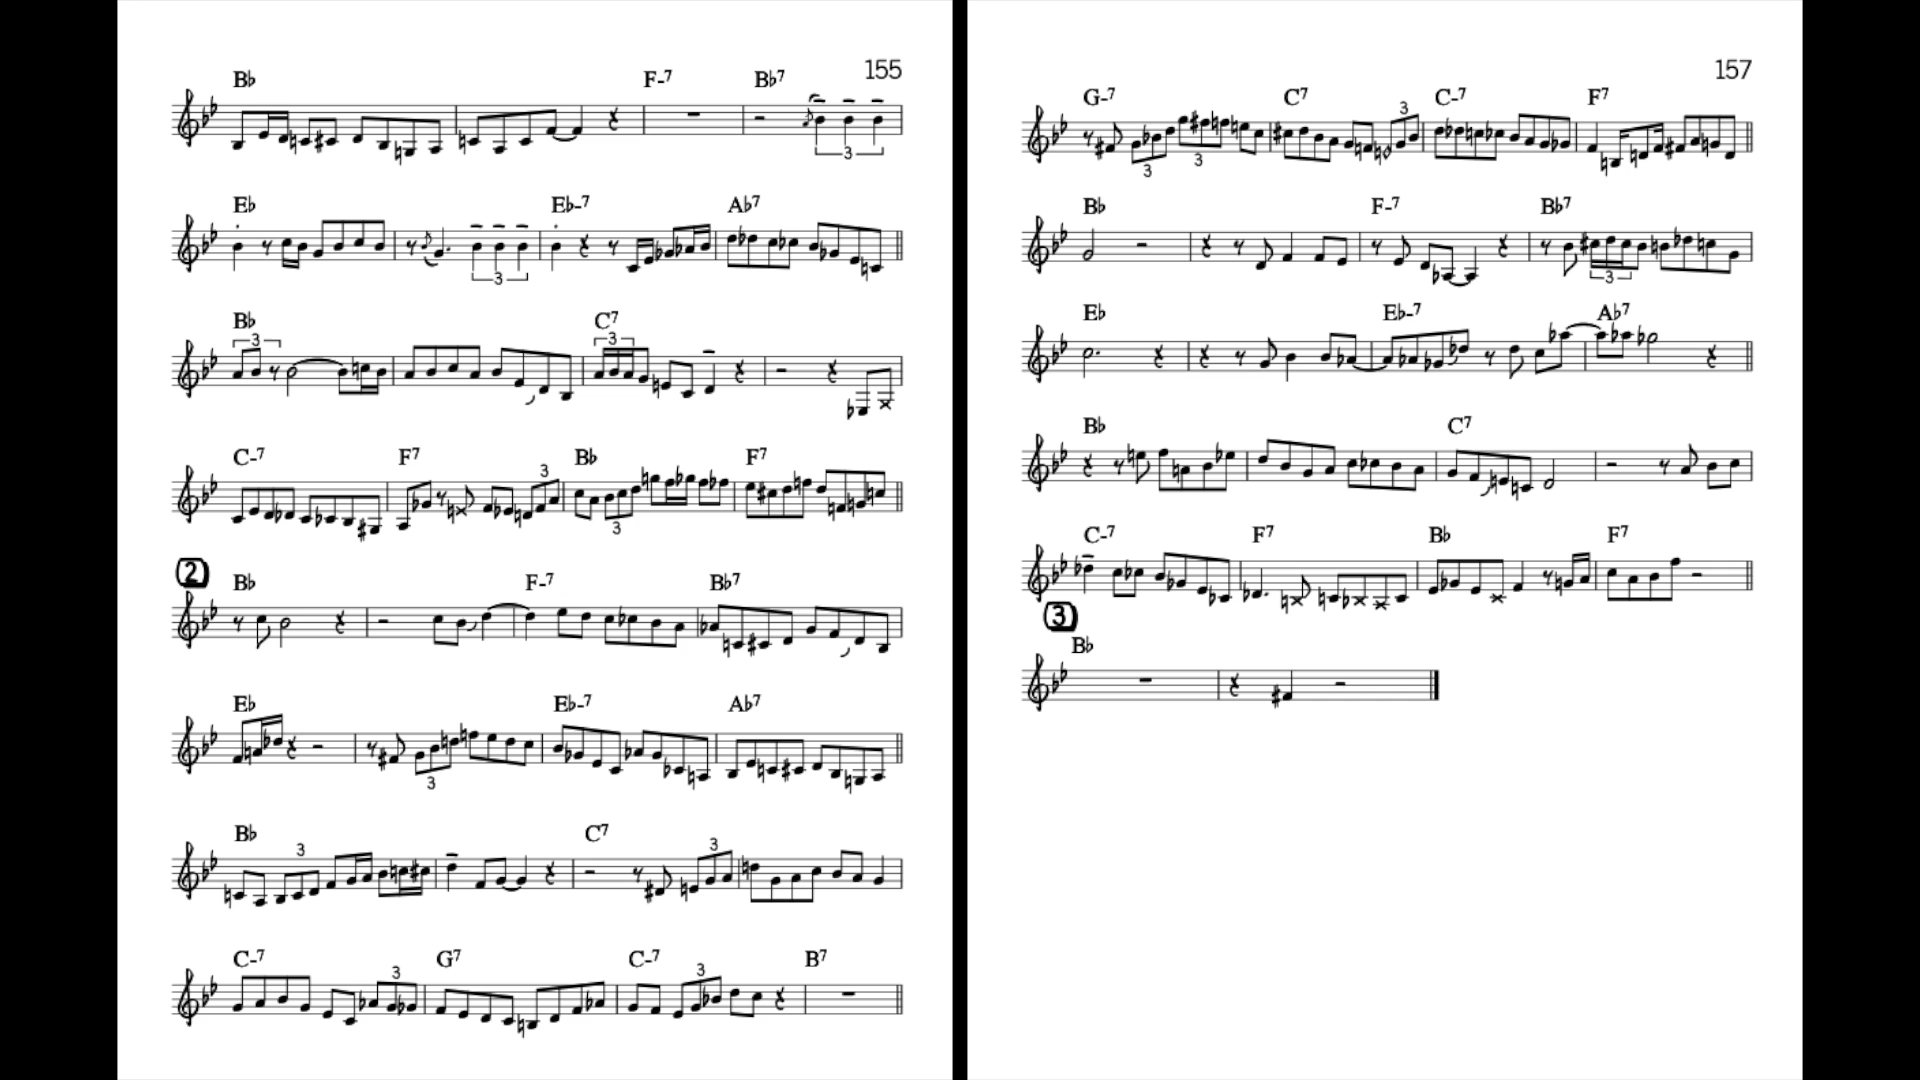 155
B♭ F-7 B♭7
3
E♭ E♭-7 A♭7
3
B♭ C7
3 3
C-7 F7 B♭ F7
3
3
2
B♭ F-7 B♭7
E♭ E♭-7 A♭7
3
B♭ C7
3 3
C-7 G7 C-7 B7
3 3
157
G-7 C7 C-7 F7
3
3 3
B♭ F-7 B♭7
3
E♭ E♭-7 A♭7
B♭ C7
C-7 F7 B♭ F7
3
B♭